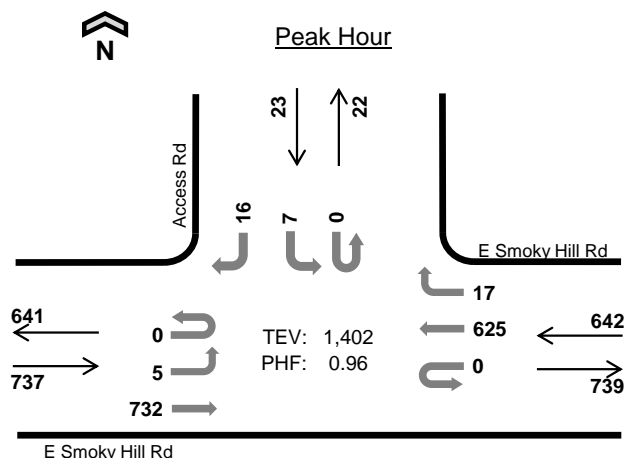 N
Peak Hour
23
22
Access Rd
16
7
0
E Smoky Hill Rd
17
641
0
TEV: 1,402
625
642
737
5
PHF: 0.96
0
739
732
E Smoky Hill Rd